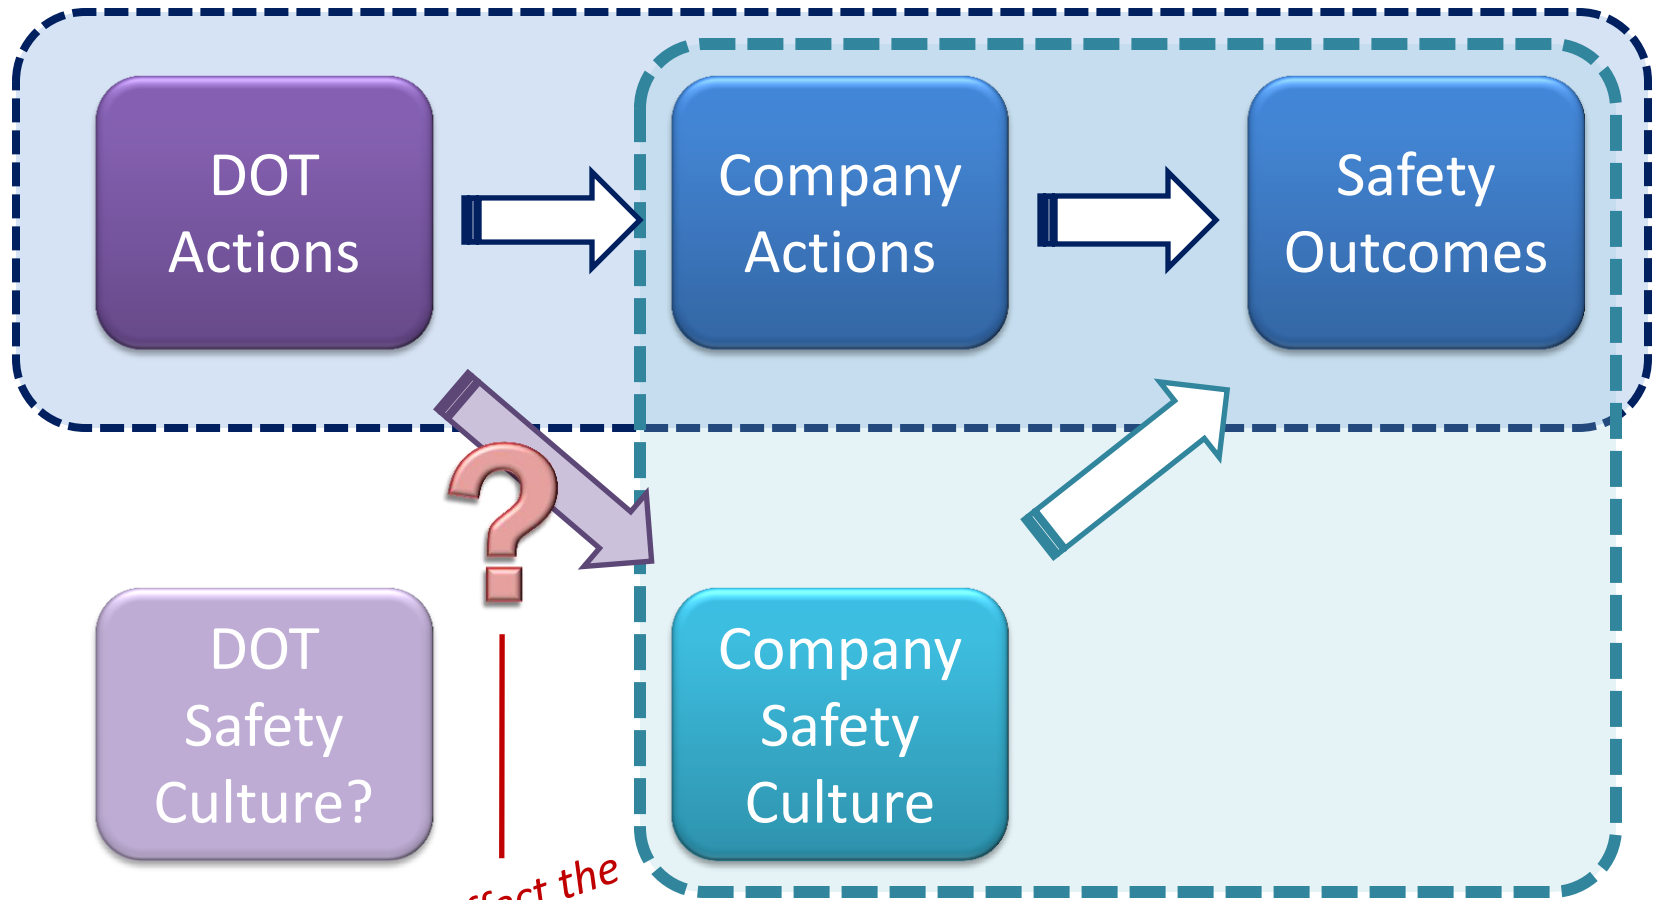 DOT
Actions
Company
Actions
Safety
Outcomes
?
DOT
Safety
Culture?
Company
Safety
Culture
the